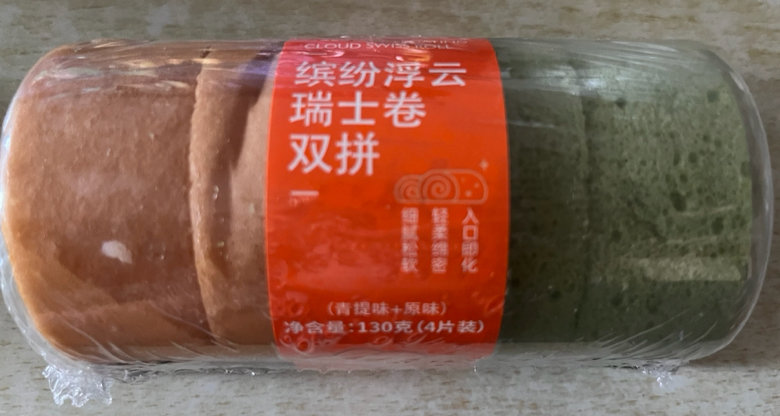 CLOUD SWISS ROLL
缤纷浮云
瑞士卷
双拼
入口即化
轻柔绵密
细腻松软
(青提味+原味)
净含量:130克(4片装)